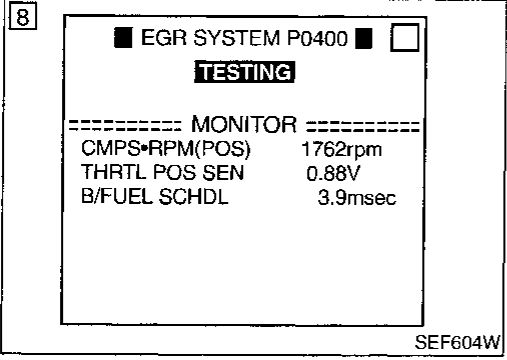 8
■ EGR SYSTEM P0400 ■
TESTING
========== MONITOR ==========
CMPS•RPM(POS) 1762rpm
THRTL POS SEN 0.88V
B/FUEL SCHDL 3.9msec
SEF604W